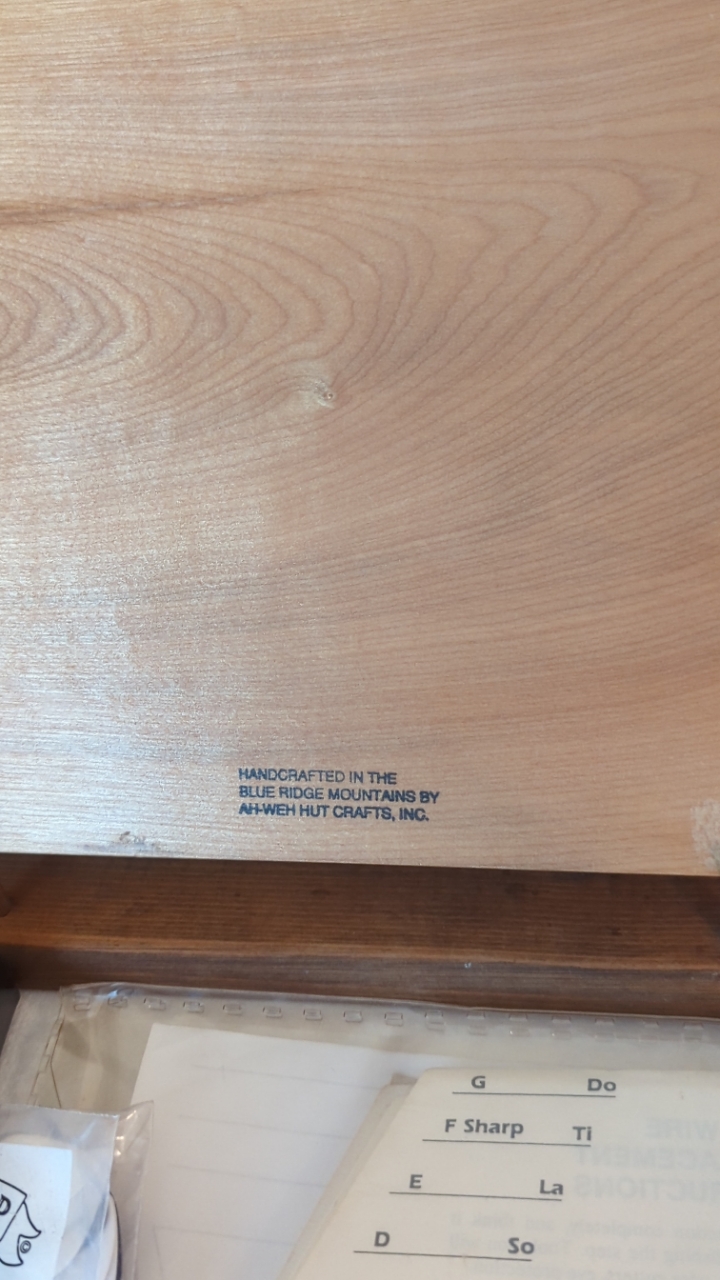 HANDCRAFTED IN THE
BLUE RIDGE MOUNTAINS BY
AH-WEH HUT CRAFTS, INC.
G Do
F Sharp Ti
E La
D So